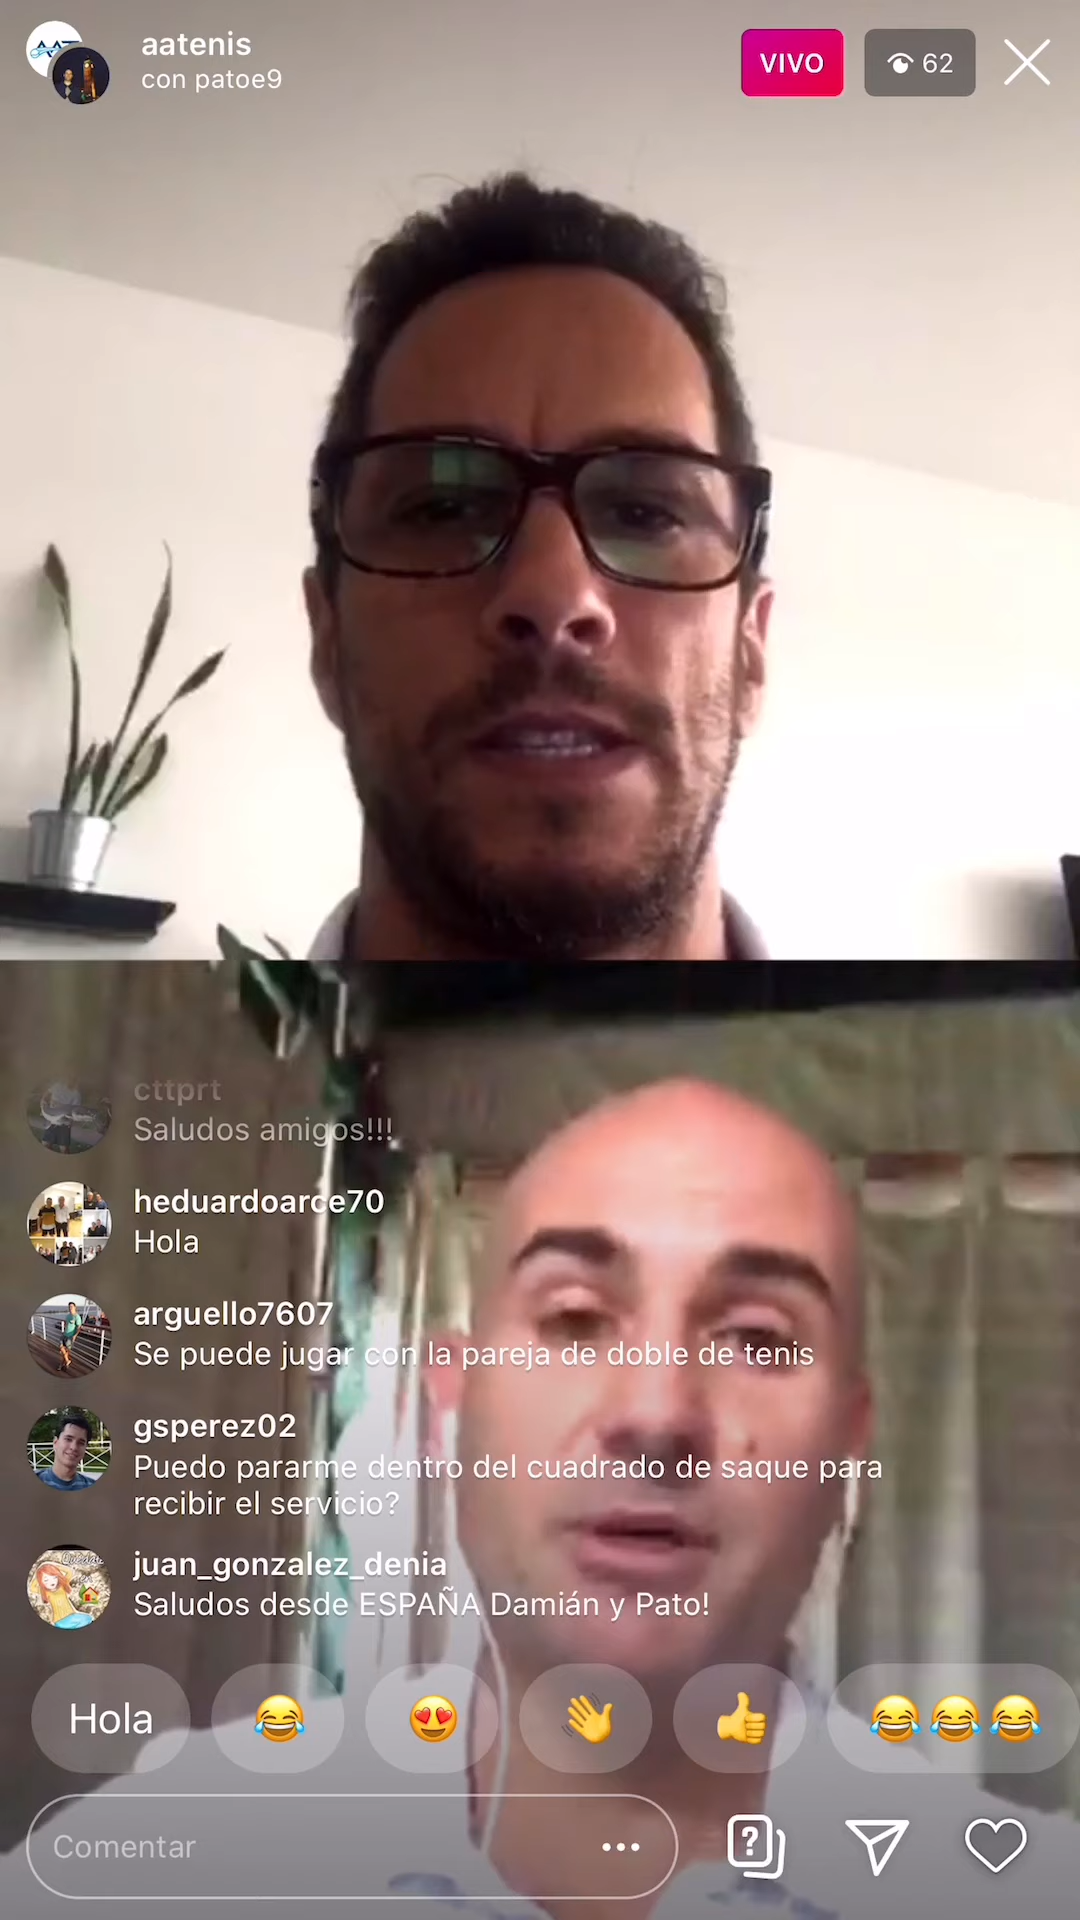 aatenis
con patoe9
VIVO
62
cttprt
Saludos amigos!!!
heduardoarce70
Hola
arguello7607
Se puede jugar con la pareja de doble de tenis
gsperez02
Puedo pararme dentro del cuadrado de saque para
recibir el servicio?
juan_gonzalez_denia
Saludos desde ESPAÑA Damián y Pato!
Hola 😂 😍 👋 👍 😂😂😂
Comentar